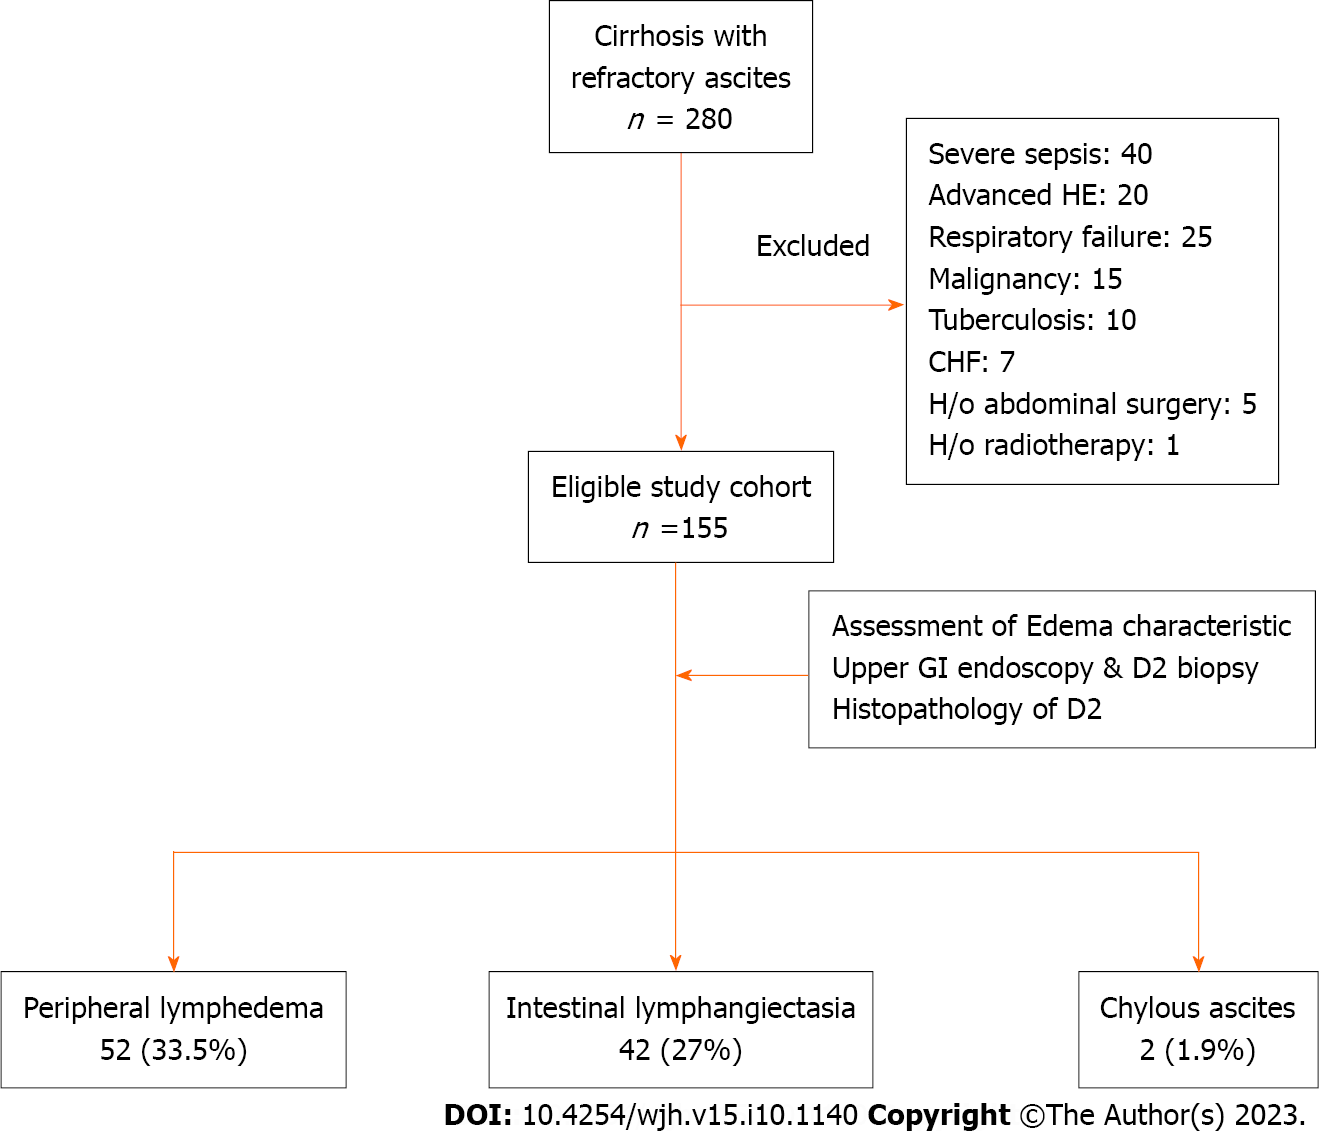 Cirrhosis with
refractory ascites
n = 280
Excluded
Severe sepsis: 40
Advanced HE: 20
Respiratory failure: 25
Malignancy: 15
Tuberculosis: 10
CHF: 7
H/o abdominal surgery: 5
H/o radiotherapy: 1
Eligible study cohort
n =155
Assessment of Edema characteristic
Upper GI endoscopy & D2 biopsy
Histopathology of D2
Peripheral lymphedema
52 (33.5%)
Intestinal lymphangiectasia
42 (27%)
Chylous ascites
2 (1.9%)
DOI: 10.4254/wjh.v15.i10.1140 Copyright ©The Author(s) 2023.